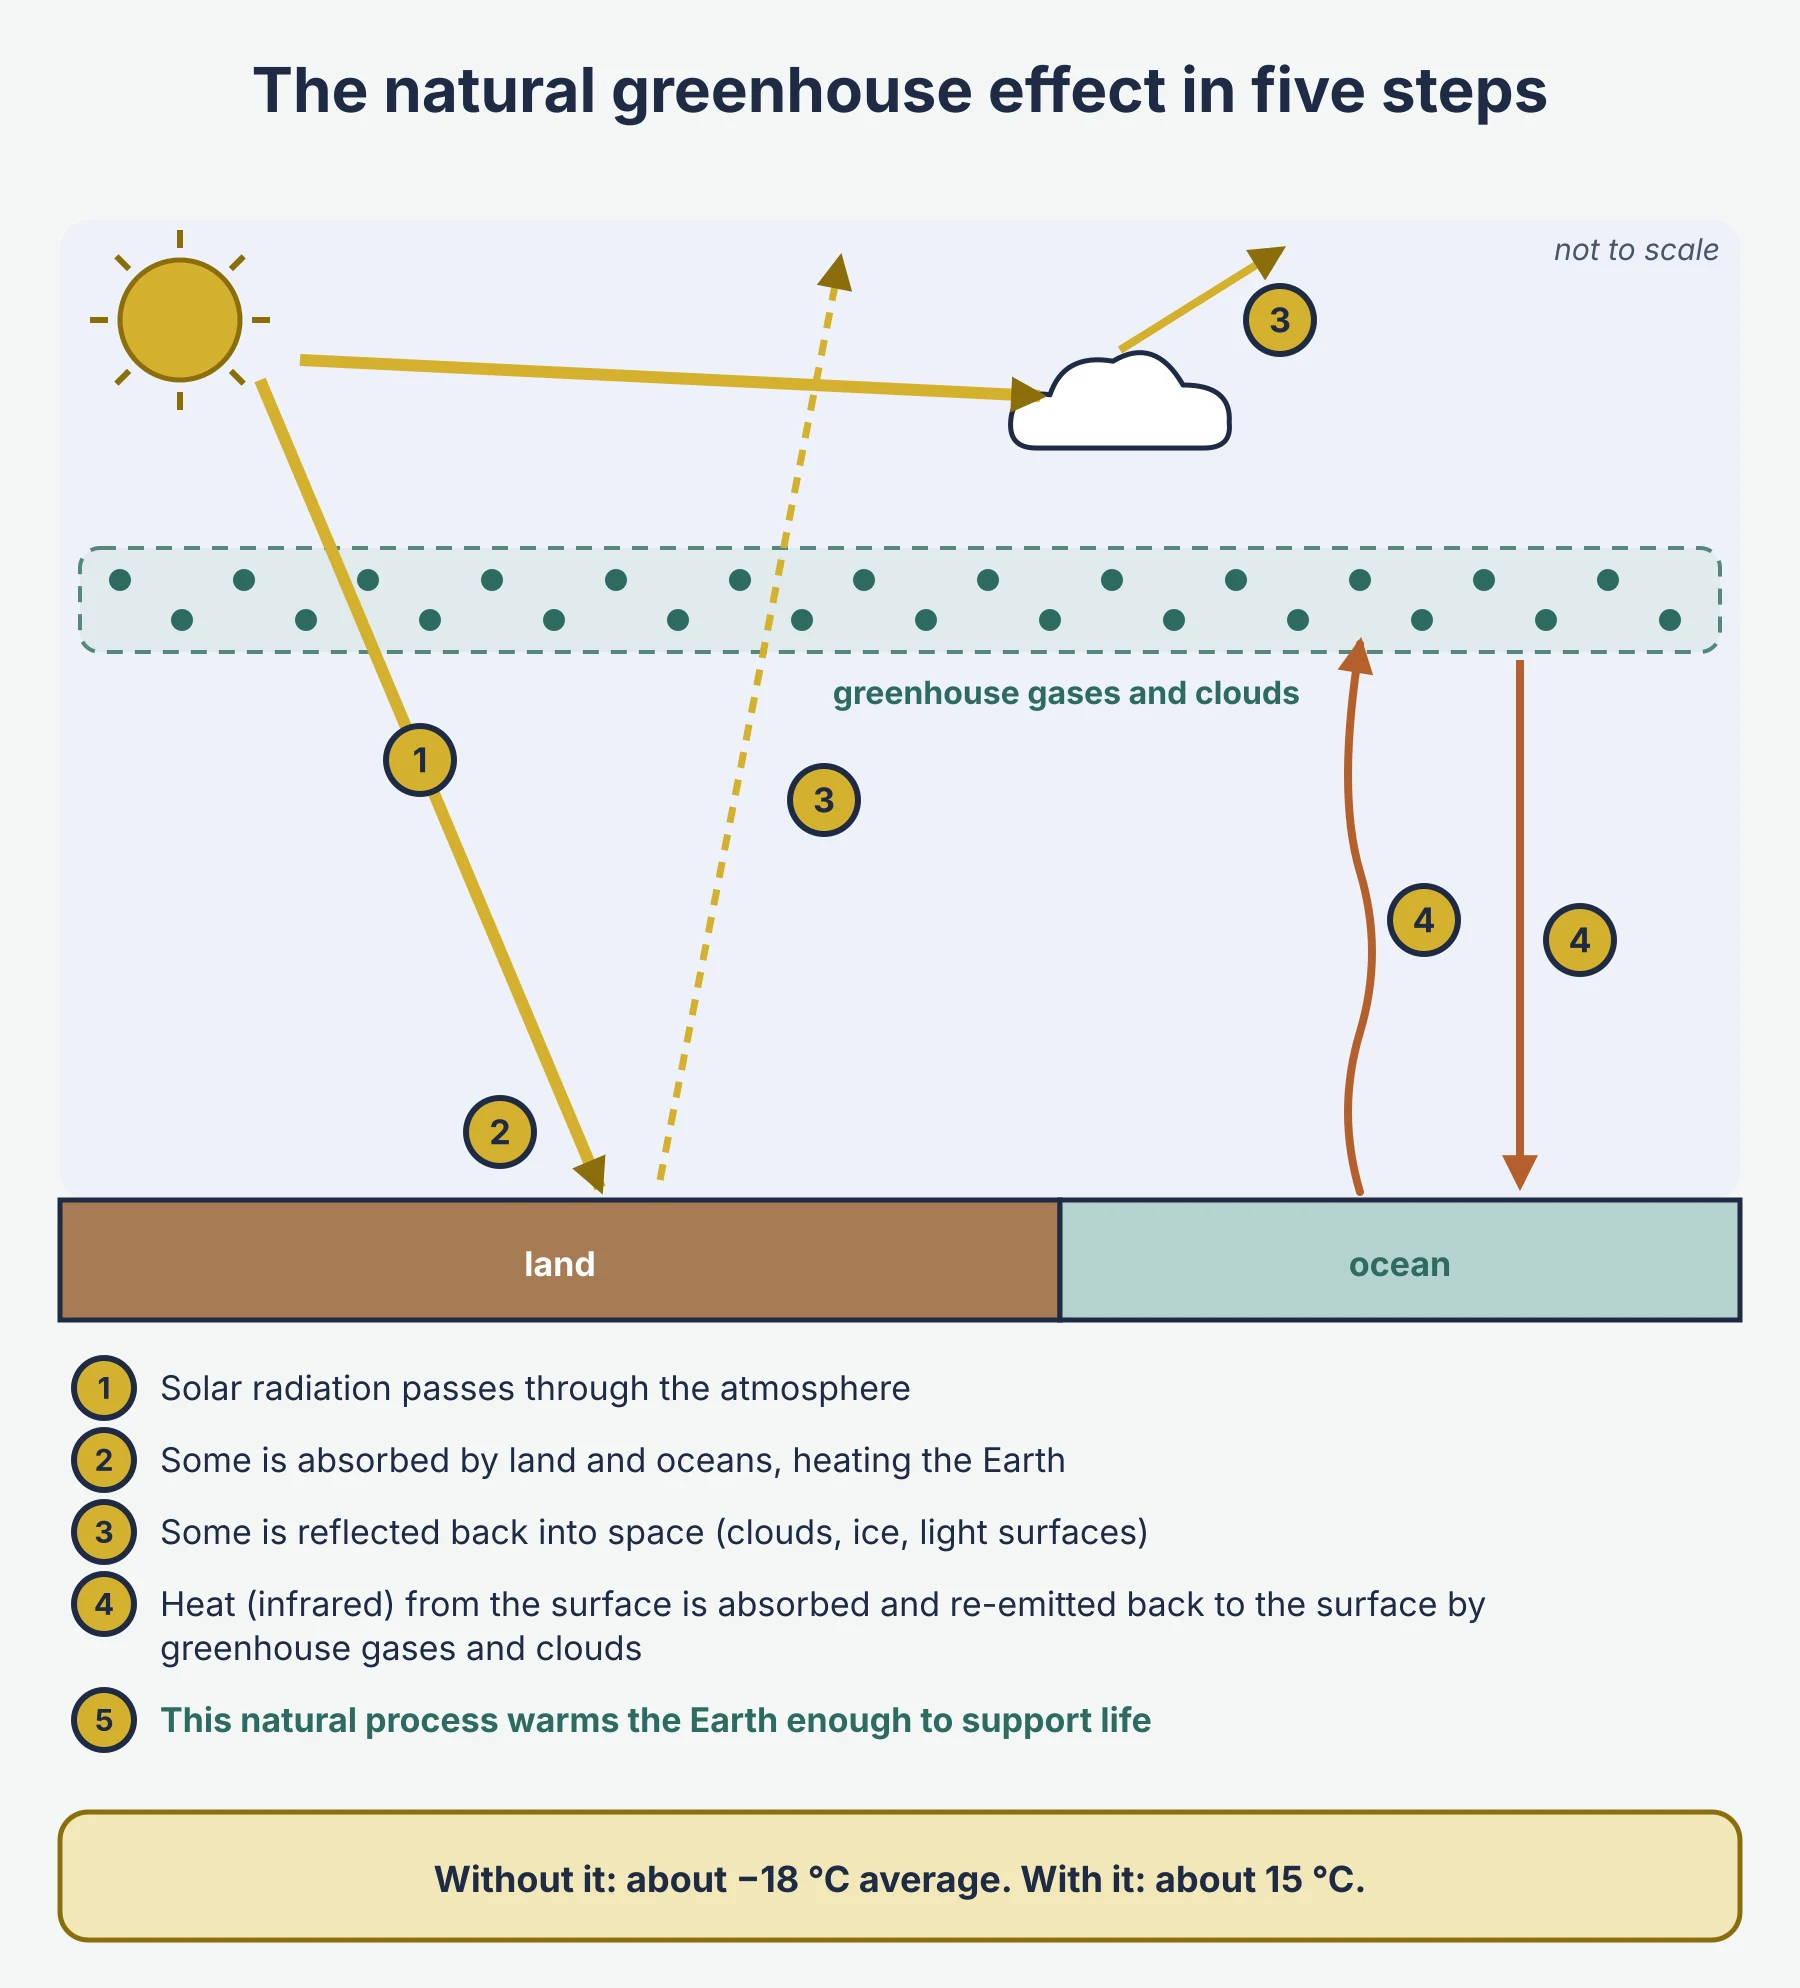 The natural greenhouse effect in five steps
not to scale
3
greenhouse gases and clouds
1
3
4
4
2
land
ocean
1 Solar radiation passes through the atmosphere
2 Some is absorbed by land and oceans, heating the Earth
3 Some is reflected back into space (clouds, ice, light surfaces)
4 Heat (infrared) from the surface is absorbed and re-emitted back to the surface by
greenhouse gases and clouds
5 This natural process warms the Earth enough to support life
Without it: about −18 °C average. With it: about 15 °C.